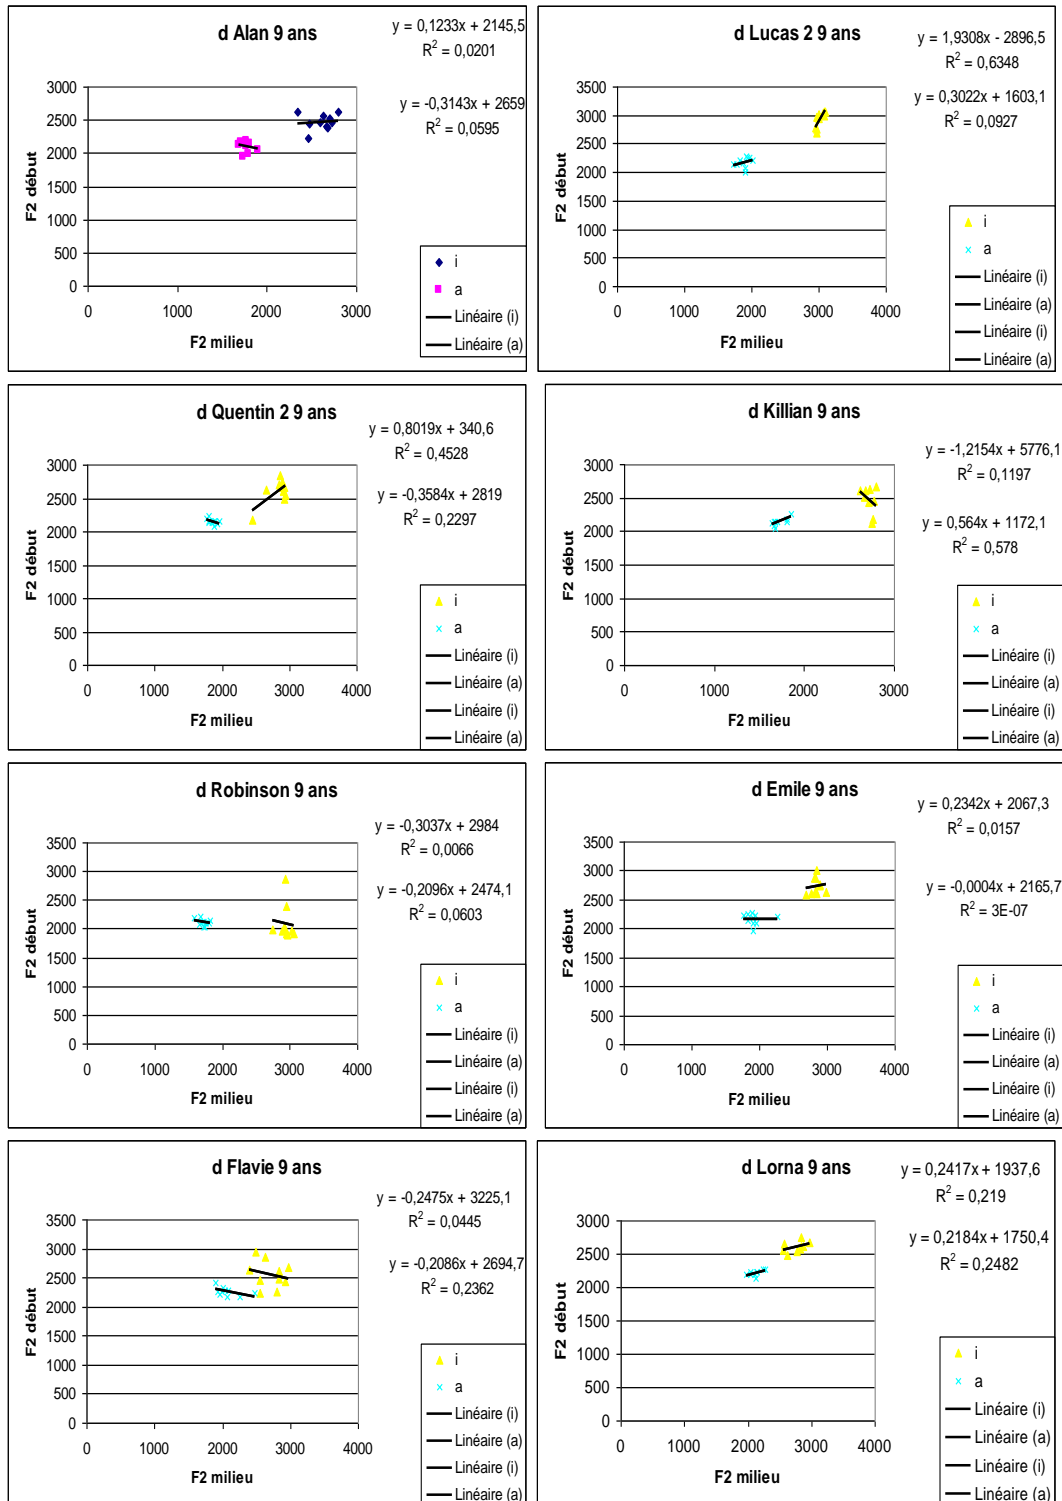 d Alan 9 ans
y = 0,1233x + 2145,5
R² = 0,0201
y = -0,3143x + 2659
R² = 0,0595
F2 début
3000
2500
2000
1500
1000
500
0
0 1000 2000 3000
F2 milieu
i
a
Linéaire (i)
Linéaire (a)
d Lucas 2 9 ans
y = 1,9308x - 2896,5
R² = 0,6348
y = 0,3022x + 1603,1
R² = 0,0927
F2 début
3500
3000
2500
2000
1500
1000
500
0
0 1000 2000 3000 4000
F2 milieu
i
a
Linéaire (i)
Linéaire (a)
Linéaire (i)
Linéaire (a)
d Quentin 2 9 ans
y = 0,8019x + 340,6
R² = 0,4528
y = -0,3584x + 2819
R² = 0,2297
F2 début
3000
2500
2000
1500
1000
500
0
0 1000 2000 3000 4000
F2 milieu
i
a
Linéaire (i)
Linéaire (a)
Linéaire (i)
Linéaire (a)
d Killian 9 ans
y = -1,2154x + 5776,1
R² = 0,1197
y = 0,564x + 1172,1
R² = 0,578
F2 début
3000
2500
2000
1500
1000
500
0
0 1000 2000 3000
F2 milieu
i
a
Linéaire (i)
Linéaire (a)
Linéaire (i)
Linéaire (a)
d Robinson 9 ans
y = -0,3037x + 2984
R² = 0,0066
y = -0,2096x + 2474,1
R² = 0,0603
F2 début
3500
3000
2500
2000
1500
1000
500
0
0 1000 2000 3000 4000
F2 milieu
i
a
Linéaire (i)
Linéaire (a)
Linéaire (i)
Linéaire (a)
d Emile 9 ans
y = 0,2342x + 2067,3
R² = 0,0157
y = -0,0004x + 2165,7
R² = 3E-07
F2 début
3500
3000
2500
2000
1500
1000
500
0
0 1000 2000 3000 4000
F2 milieu
i
a
Linéaire (i)
Linéaire (a)
Linéaire (i)
Linéaire (a)
d Flavie 9 ans
y = -0,2475x + 3225,1
R² = 0,0445
y = -0,2086x + 2694,7
R² = 0,2362
F2 début
3500
3000
2500
2000
1500
1000
500
0
0 1000 2000 3000 4000
F2 milieu
i
a
Linéaire (i)
Linéaire (a)
Linéaire (i)
Linéaire (a)
d Lorna 9 ans
y = 0,2417x + 1937,6
R² = 0,219
y = 0,2184x + 1750,4
R² = 0,2482
F2 début
3000
2500
2000
1500
1000
500
0
0 1000 2000 3000 4000
F2 milieu
i
a
Linéaire (i)
Linéaire (a)
Linéaire (i)
Linéaire (a)